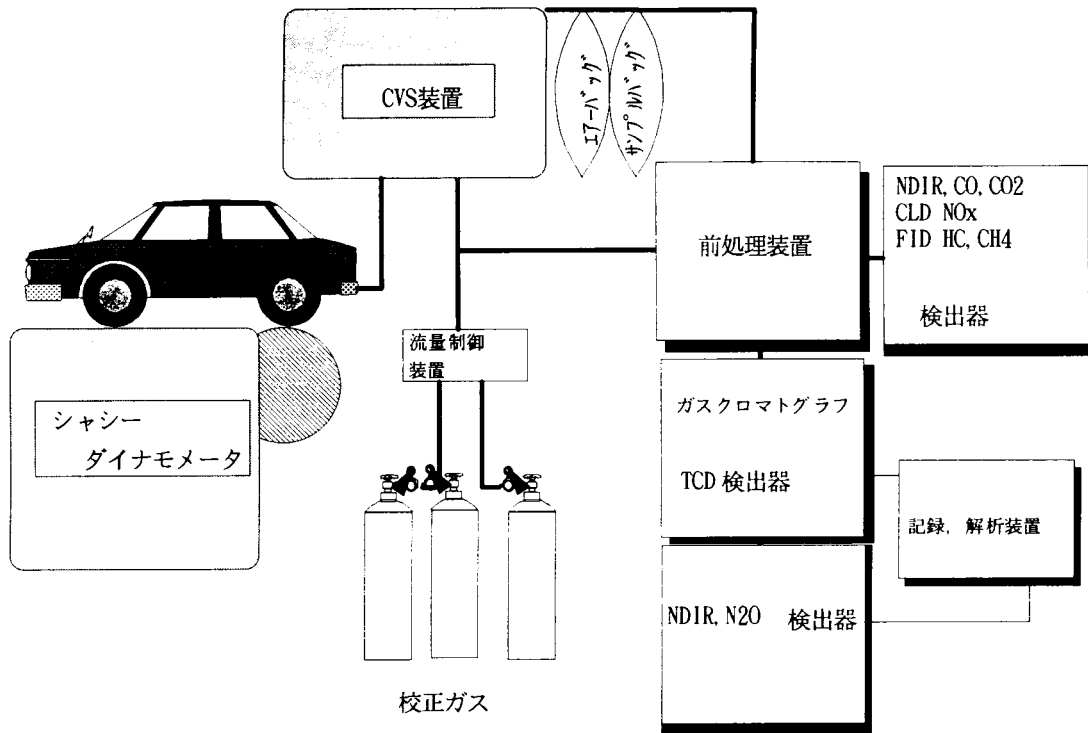 CVS装置
エアーバッグ
サンプルバッグ
前処理装置
NDIR, CO, CO2
CLD NOx
FID HC, CH4
検出器
流量制御
装置
シャシー
ダイナモメータ
ガスクロマトグラフ
TCD 検出器
記録, 解析装置
NDIR, N2O 検出器
校正ガス